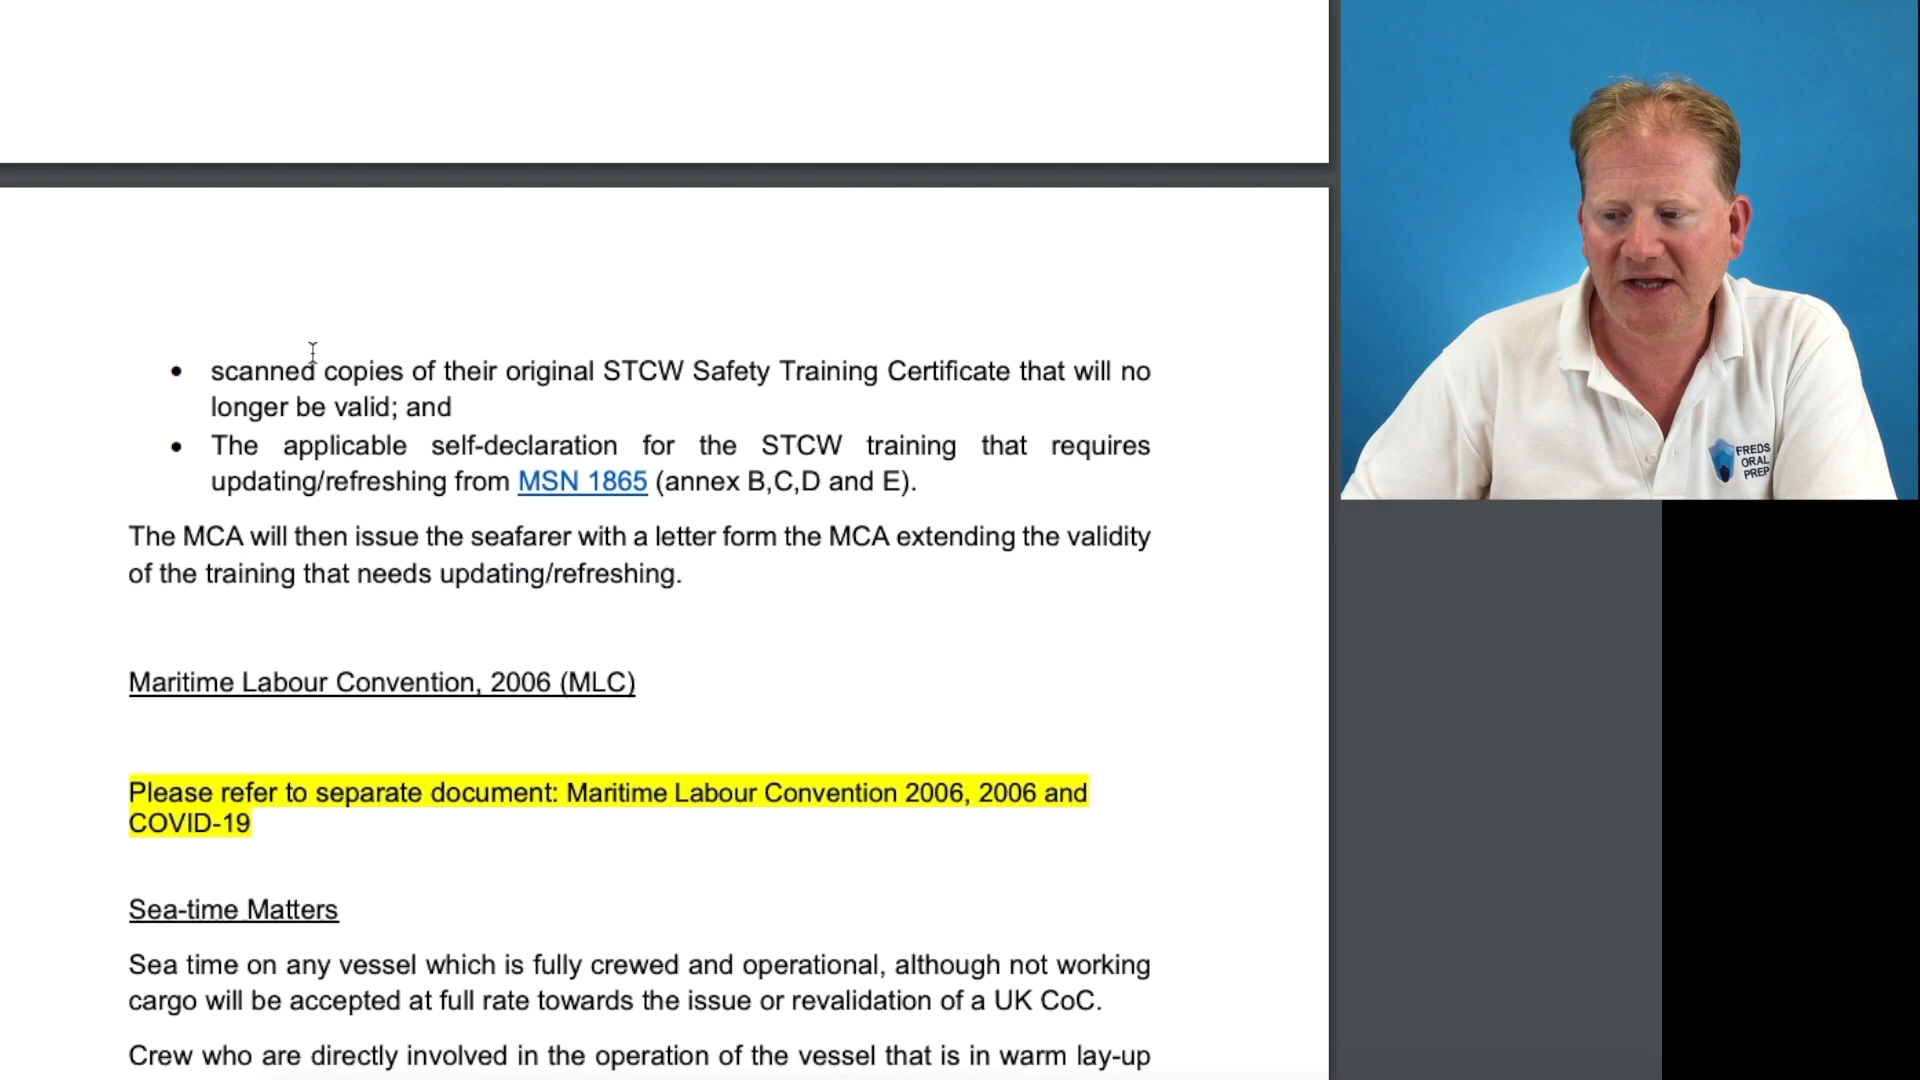 • scanned copies of their original STCW Safety Training Certificate that will no
longer be valid; and
• The applicable self-declaration for the STCW training that requires
updating/refreshing from MSN 1865 (annex B,C,D and E).
The MCA will then issue the seafarer with a letter form the MCA extending the validity
of the training that needs updating/refreshing.
Maritime Labour Convention, 2006 (MLC)
Please refer to separate document: Maritime Labour Convention 2006, 2006 and
COVID-19
Sea-time Matters
Sea time on any vessel which is fully crewed and operational, although not working
cargo will be accepted at full rate towards the issue or revalidation of a UK CoC.
Crew who are directly involved in the operation of the vessel that is in warm lay-up
FREDS
ORAL
PREP